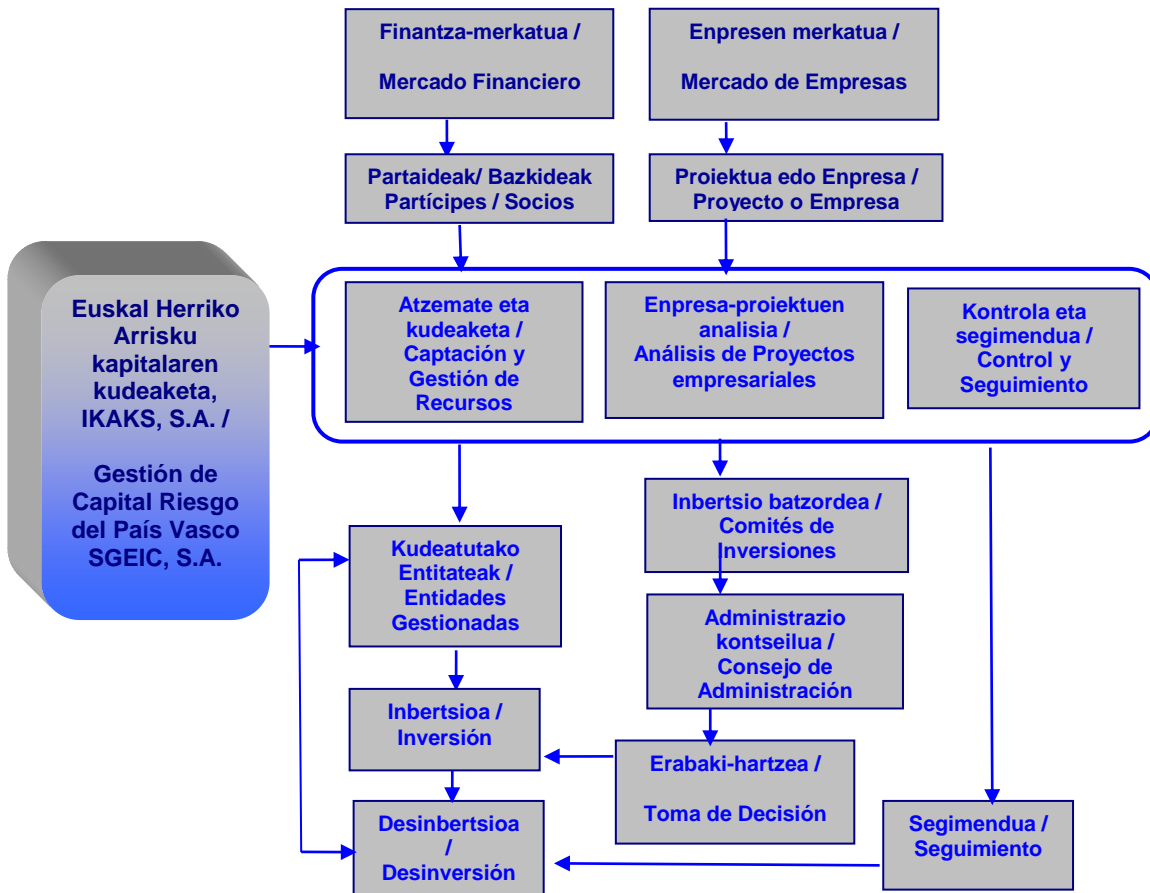 Finantza-merkatua /
Mercado Financiero
Enpresen merkatua /
Mercado de Empresas
Partaideak/ Bazkideak
Partícipes / Socios
Proiektua edo Enpresa /
Proyecto o Empresa
Euskal Herriko
Arrisku
kapitalaren
kudeaketa,
IKAKS, S.A. /
Gestión de
Capital Riesgo
del País Vasco
SGEIC, S.A.
Atzemate eta
kudeaketa /
Captación y
Gestión de
Recursos
Enpresa-proiektuen
analisia /
Análisis de Proyectos
empresariales
Kontrola eta
segimendua /
Control y
Seguimiento
Inbertsio batzordea /
Comités de
Inversiones
Kudeatutako
Entitateak /
Entidades
Gestionadas
Administrazio
kontseilua /
Consejo de
Administración
Inbertsioa /
Inversión
Erabaki-hartzea /
Toma de Decisión
Desinbertsioa
/
Desinversión
Segimendua /
Seguimiento